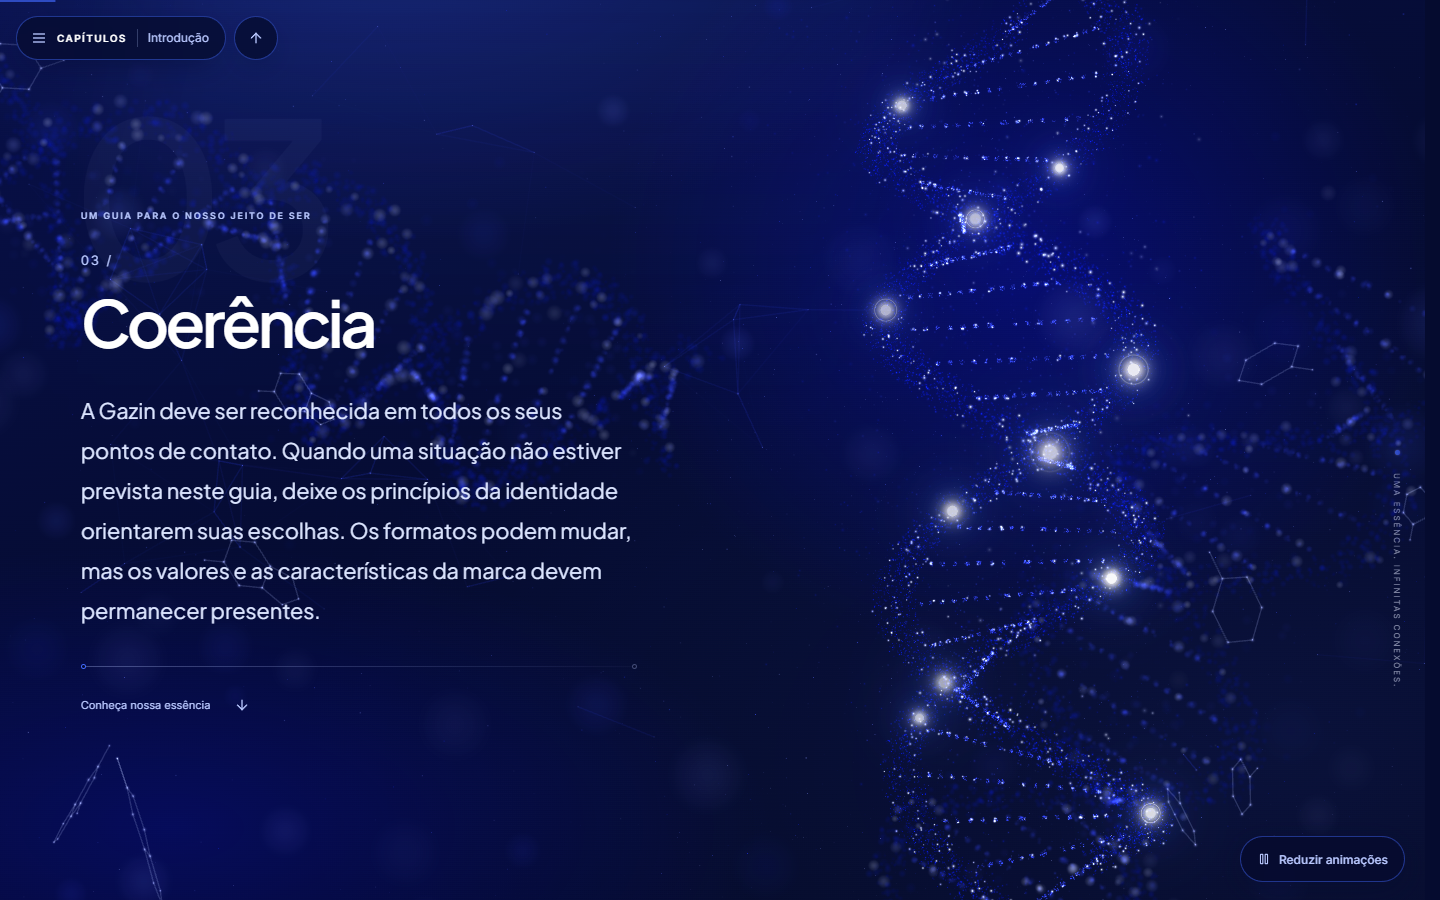 CAPÍTULOS Introdução
03
UM GUIA PARA O NOSSO JEITO DE SER
03 /
Coerência
A Gazin deve ser reconhecida em todos os seus
pontos de contato. Quando uma situação não estiver
prevista neste guia, deixe os princípios da identidade
orientarem suas escolhas. Os formatos podem mudar,
mas os valores e as características da marca devem
permanecer presentes.
Conheça nossa essência
UMA ESSÊNCIA. INFINITAS CONEXÕES.
Reduzir animações